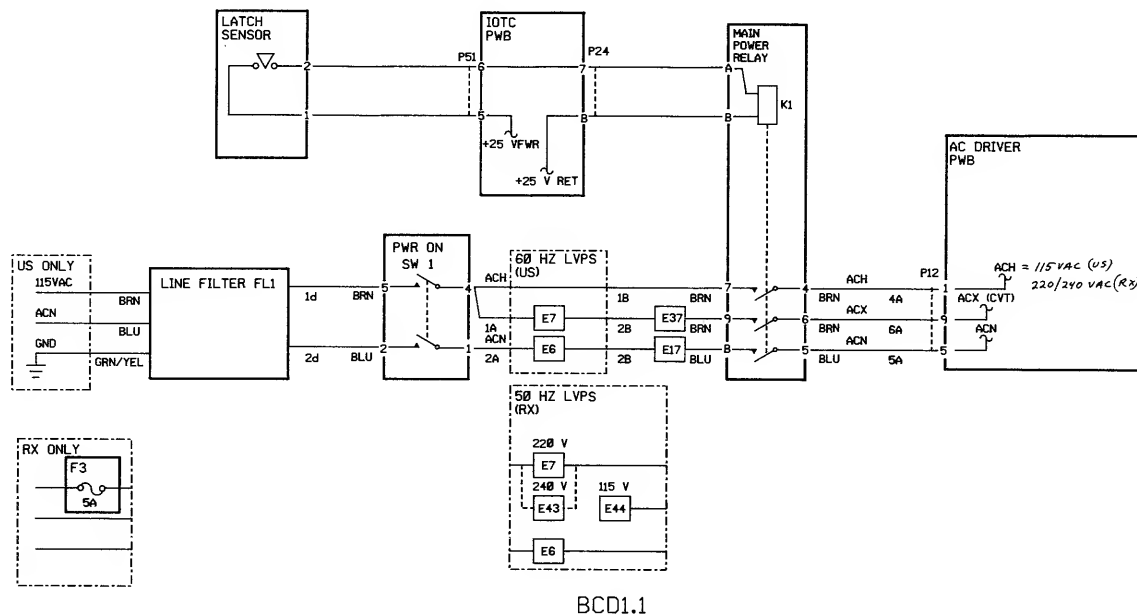 LATCH
SENSOR
2
1
P51
IOTC
PWB
6
7
5
B
+25 VFWR
+25 V RET
P24
MAIN
POWER
RELAY
A
K1
B
AC DRIVER
PWB
US ONLY
115VAC
BRN
ACN
BLU
GND
GRN/YEL
LINE FILTER FL1
1d
BRN
2d
BLU
PWR ON
SW 1
5
4
2
1
ACH
1A
ACN
2A
60 HZ LVPS
(US)
E7
E6
1B
BRN
2B
E37
BRN
2B
E17
BLU
7
4
9
6
8
5
ACH
BRN
4A
ACX
BRN
6A
ACN
BLU
5A
P12
1
9
5
ACH = 115 VAC (US)
220/240 VAC (RX)
ACX (CVT)
ACN
50 HZ LVPS
(RX)
220 V
E7
240 V
E43
115 V
E44
E6
RX ONLY
F3
5A
BCD1.1